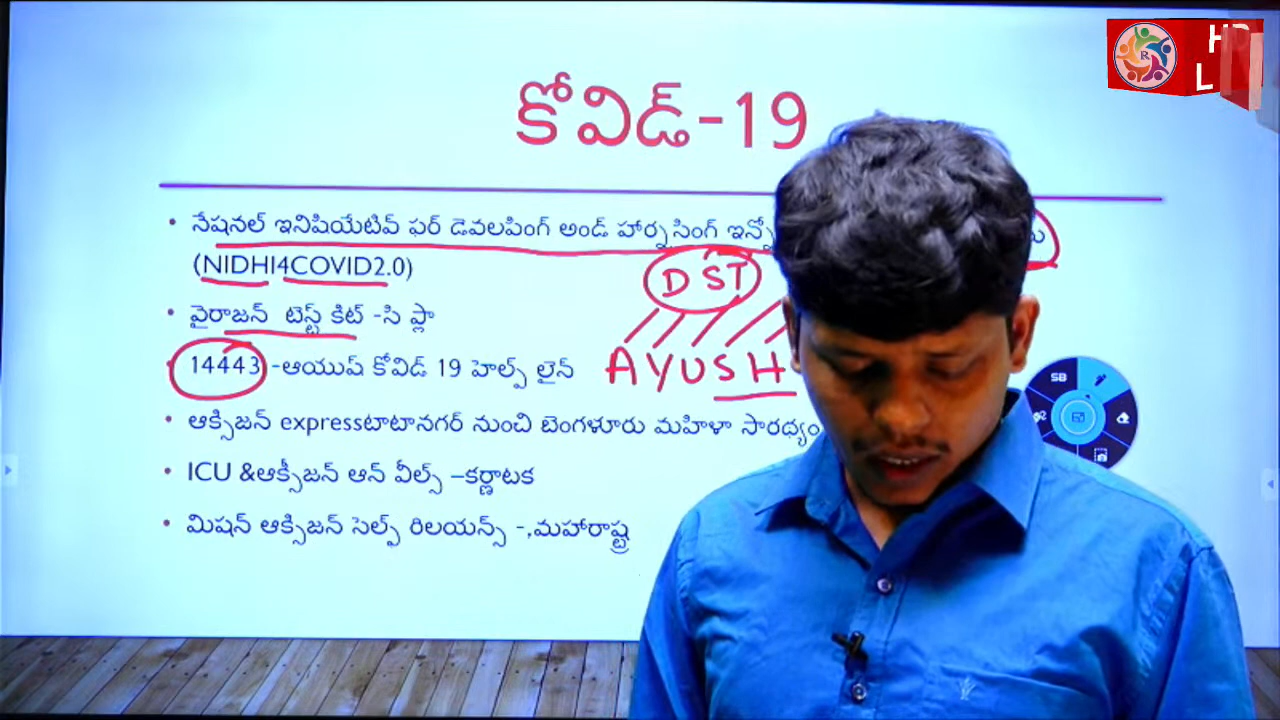 కోవిడ్-19
నేషనల్ ఇనిషియేటివ్ ఫర్ డెవలపింగ్ అండ్ హార్నసింగ్
(NIDHI4COVID2.0)
DST
వైరాజన్ టెస్ట్ కిట్ -సి ప్లా
14443 -ఆయుష్ కోవిడ్ 19 హెల్ప్ లైన్
AYUSH
ఆక్సిజన్ expressటాటానగర్ నుంచి బెంగళూరు మహిళా సారధ్యం
ICU &ఆక్సీజన్ ఆన్ వీల్స్ –కర్ణాటక
మిషన్ ఆక్సిజన్ సెల్ఫ్ రిలయన్స్ -,మహారాష్ట్ర
SB
R